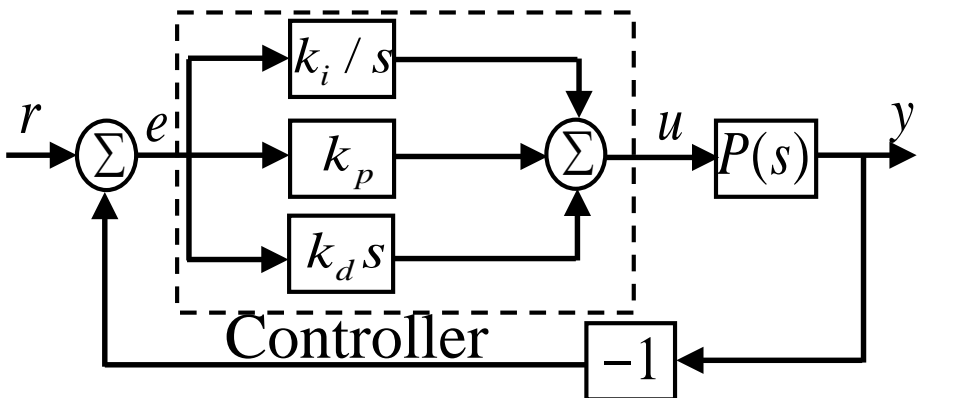 k_i / s
r
Σ
e
k_p
Σ
u
P(s)
y
k_d s
Controller
−1